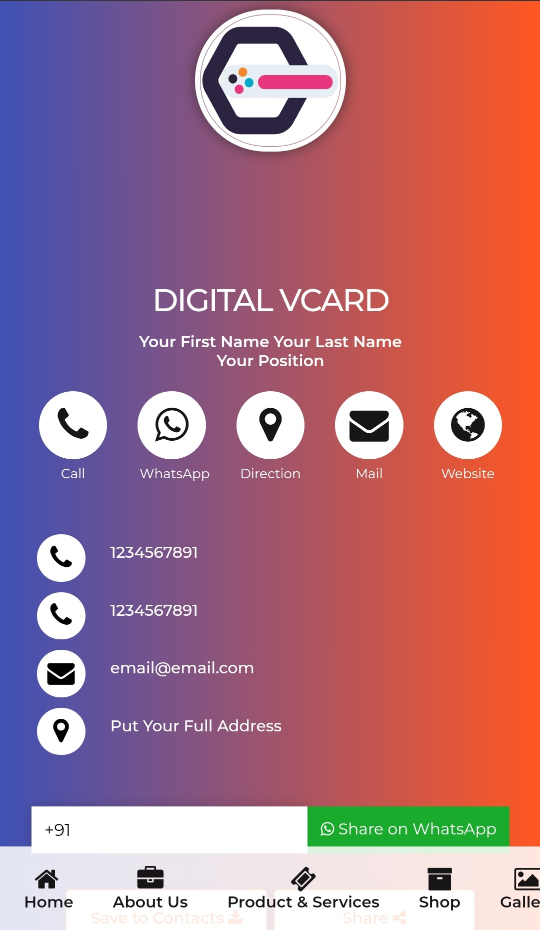 DIGITAL VCARD
Your First Name Your Last Name
Your Position
Call WhatsApp Direction Mail Website
1234567891
1234567891
email@email.com
Put Your Full Address
+91 Share on WhatsApp
Save to Contacts Share
Home About Us Product & Services Shop Galle